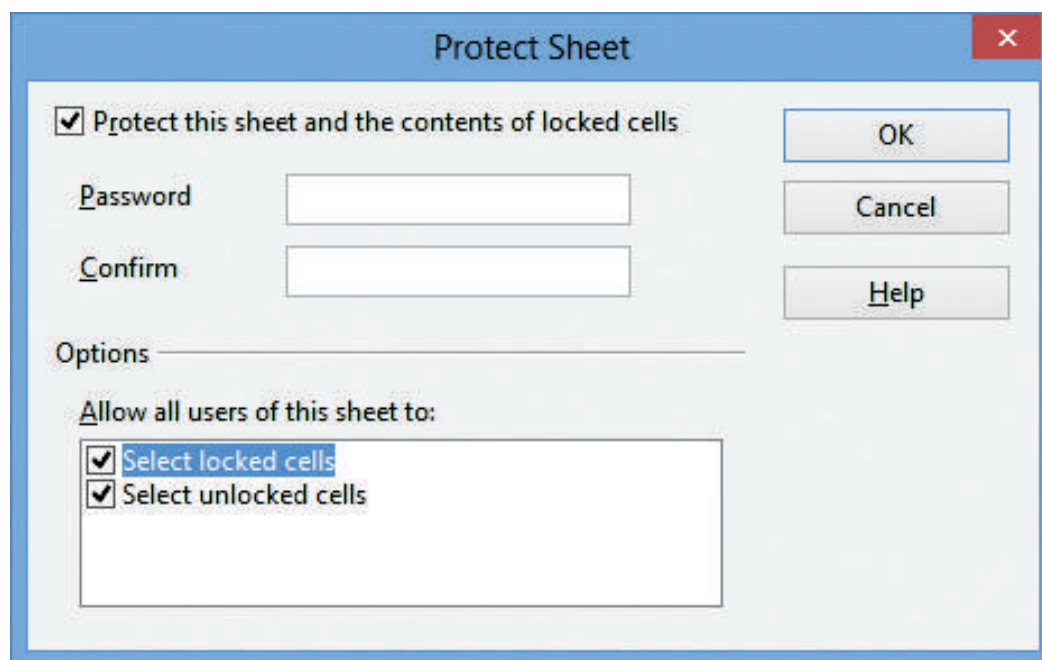 Protect Sheet
Protect this sheet and the contents of locked cells
OK
Password
Cancel
Confirm
Help
Options
Allow all users of this sheet to:
Select locked cells
Select unlocked cells